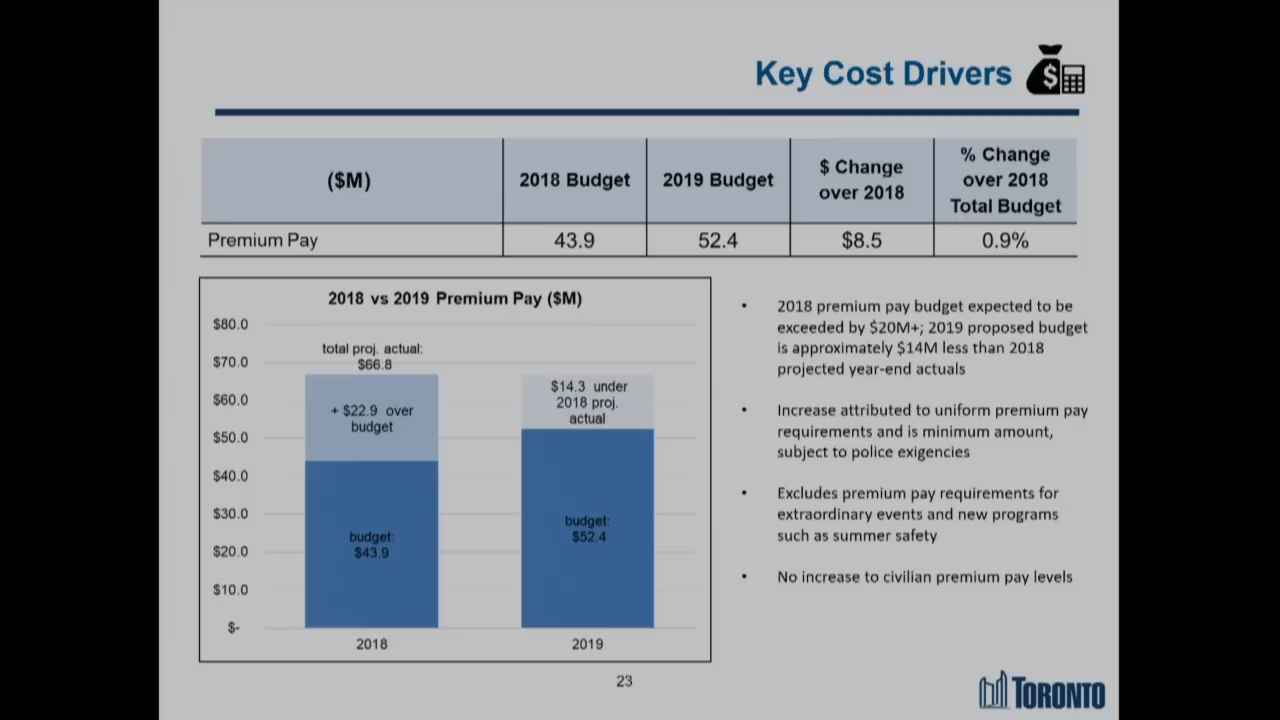 Key Cost Drivers
$
($M)
2018 Budget
2019 Budget
$ Change
over 2018
% Change
over 2018
Total Budget
Premium Pay
43.9
52.4
$8.5
0.9%
2018 vs 2019 Premium Pay ($M)
$80.0
$70.0
$60.0
$50.0
$40.0
$30.0
$20.0
$10.0
$-
total proj. actual:
$66.8
+ $22.9 over
budget
budget:
$43.9
$14.3 under
2018 proj.
actual
budget:
$52.4
2018
2019
• 2018 premium pay budget expected to be
exceeded by $20M+; 2019 proposed budget
is approximately $14M less than 2018
projected year-end actuals
• Increase attributed to uniform premium pay
requirements and is minimum amount,
subject to police exigencies
• Excludes premium pay requirements for
extraordinary events and new programs
such as summer safety
• No increase to civilian premium pay levels
23
TORONTO